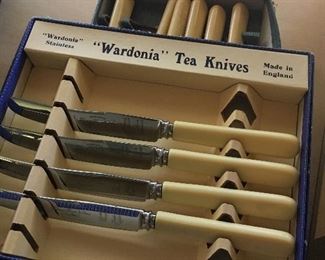 "Wardonia"
Stainless
"Wardonia" Tea Knives
Made in
England